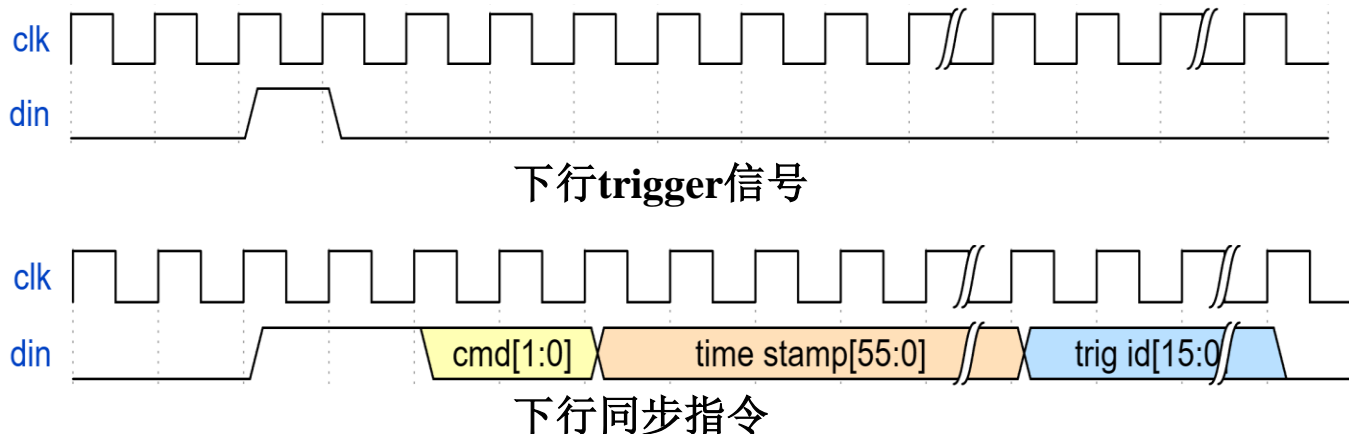 clk
din
下行trigger信号
clk
din cmd[1:0] time stamp[55:0] trig id[15:0
下行同步指令